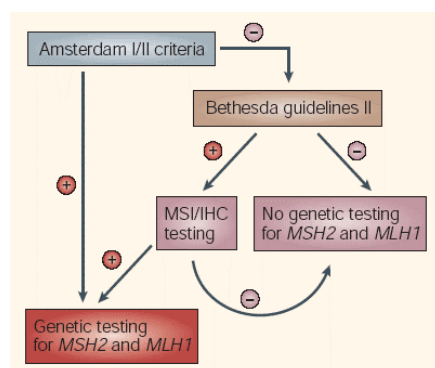 Amsterdam I/II criteria
−
Bethesda guidelines II
+
−
+
MSI/IHC
testing
No genetic testing
for MSH2 and MLH1
+
−
Genetic testing
for MSH2 and MLH1